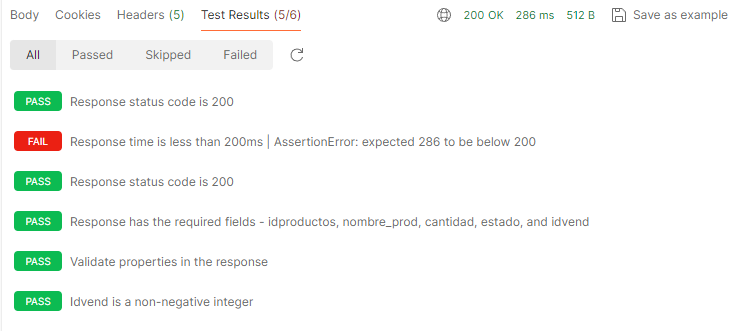 Body Cookies Headers (5) Test Results (5/6) 200 OK 286 ms 512 B Save as example
All Passed Skipped Failed
PASS Response status code is 200
FAIL Response time is less than 200ms | AssertionError: expected 286 to be below 200
PASS Response status code is 200
PASS Response has the required fields - idproductos, nombre_prod, cantidad, estado, and idvend
PASS Validate properties in the response
PASS Idvend is a non-negative integer